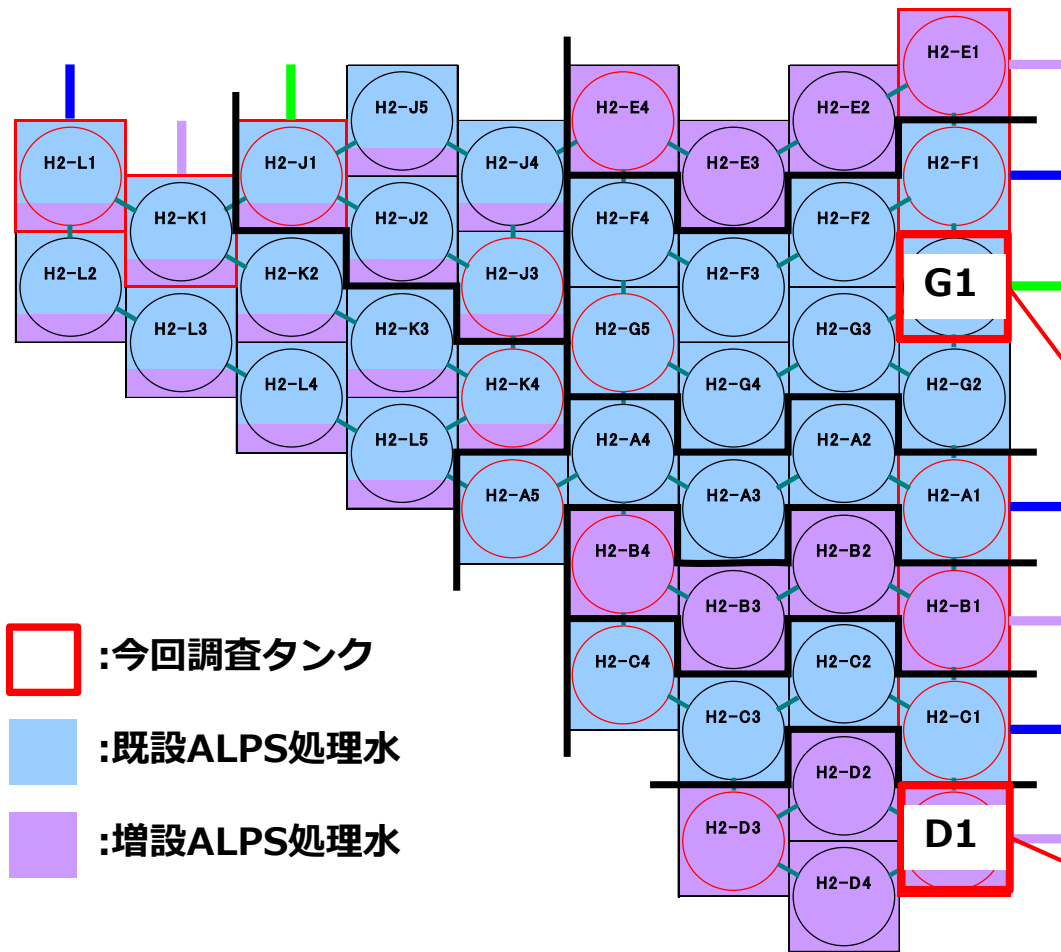 H2-E1
H2-J5
H2-E4
H2-E2
H2-L1
H2-J1
H2-J4
H2-E3
H2-F1
H2-K1
H2-J2
H2-F4
H2-F2
H2-L2
H2-K2
H2-J3
H2-F3
G1
H2-L3
H2-K3
H2-G5
H2-G3
H2-L4
H2-K4
H2-G4
H2-G2
H2-L5
H2-A4
H2-A2
H2-A5
H2-A3
H2-A1
H2-B4
H2-B2
H2-B3
H2-B1
:今回調査タンク
H2-C4
H2-C2
H2-C3
H2-C1
:既設ALPS処理水
H2-D2
H2-D3
D1
:増設ALPS処理水
H2-D4